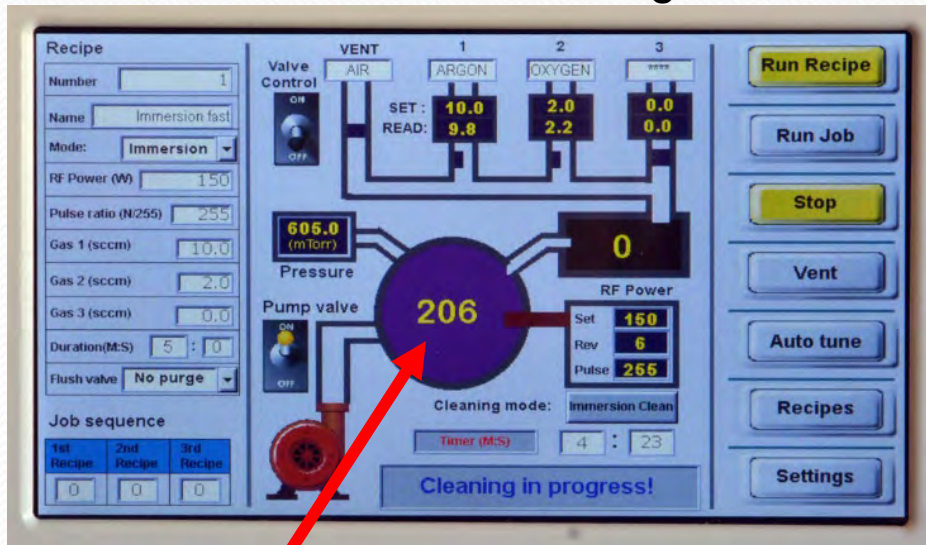 Recipe
Number 1
Name Immersion fast
Mode: Immersion
RF Power (W) 150
Pulse ratio (N/255) 255
Gas 1 (sccm) 10.0
Gas 2 (sccm) 2.0
Gas 3 (sccm) 0.0
Duration(M:S) 5 : 0
Flush valve No purge
Job sequence
1st Recipe 2nd Recipe 3rd Recipe
0 0 0
VENT 1 2 3
Valve Control AIR ARGON OXYGEN ****
ON
OFF
SET : 10.0 2.0 0.0
READ: 9.8 2.2 0.0
605.0
(mTorr)
Pressure
0
206
Pump valve
ON
OFF
RF Power
Set 150
Rev 6
Pulse 255
Cleaning mode: Immersion Clean
Timer (M:S) 4 : 23
Cleaning in progress!
Run Recipe
Run Job
Stop
Vent
Auto tune
Recipes
Settings